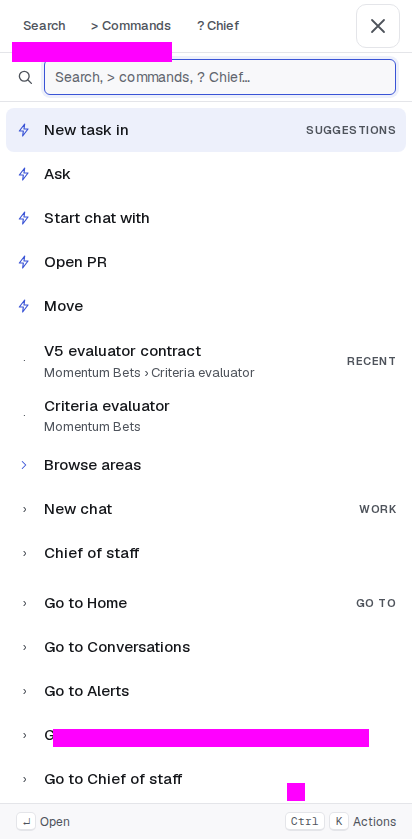 Search > Commands ? Chief
Search, > commands, ? Chief...
New task in SUGGESTIONS
Ask
Start chat with
Open PR
Move
V5 evaluator contract RECENT
Momentum Bets › Criteria evaluator
Criteria evaluator
Momentum Bets
Browse areas
› New chat WORK
› Chief of staff
› Go to Home GO TO
› Go to Conversations
› Go to Alerts
› Go to Chief of staff
↵ Open Ctrl K Actions